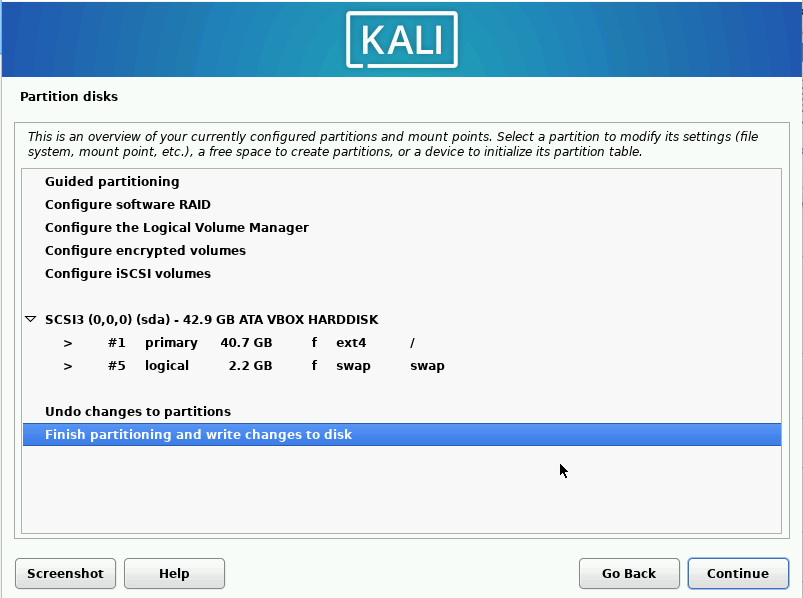 KALI
Partition disks
This is an overview of your currently configured partitions and mount points. Select a partition to modify its settings (file
system, mount point, etc.), a free space to create partitions, or a device to initialize its partition table.
Guided partitioning
Configure software RAID
Configure the Logical Volume Manager
Configure encrypted volumes
Configure iSCSI volumes
SCSI3 (0,0,0) (sda) - 42.9 GB ATA VBOX HARDDISK
> #1 primary 40.7 GB f ext4 /
> #5 logical 2.2 GB f swap swap
Undo changes to partitions
Finish partitioning and write changes to disk
Screenshot Help Go Back Continue